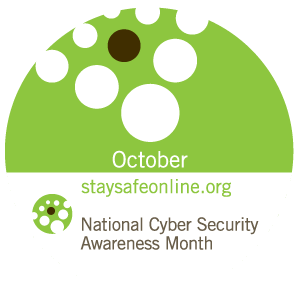 October
staysafeonline.org
National Cyber Security
Awareness Month